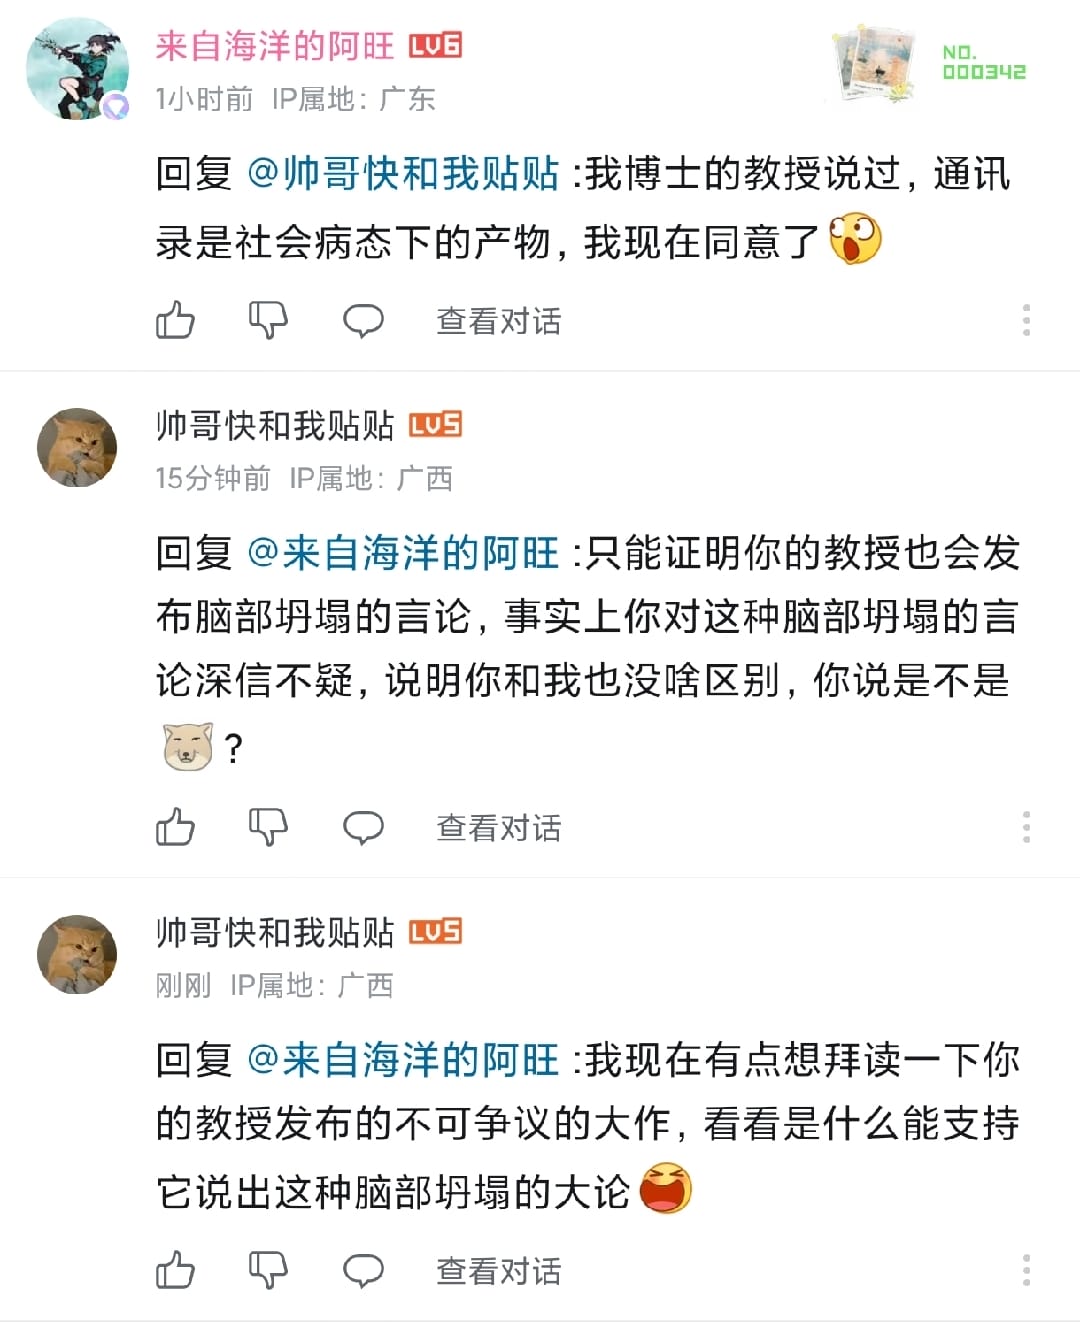 来自海洋的阿旺 LV6
NO.
000342
1小时前 IP属地：广东
回复 @帅哥快和我贴贴 :我博士的教授说过，通讯
录是社会病态下的产物，我现在同意了
查看对话
帅哥快和我贴贴 LV5
15分钟前 IP属地：广西
回复 @来自海洋的阿旺 :只能证明你的教授也会发
布脑部坍塌的言论，事实上你对这种脑部坍塌的言
论深信不疑，说明你和我也没啥区别，你说是不是
？
查看对话
帅哥快和我贴贴 LV5
刚刚 IP属地：广西
回复 @来自海洋的阿旺 :我现在有点想拜读一下你
的教授发布的不可争议的大作，看看是什么能支持
它说出这种脑部坍塌的大论
查看对话